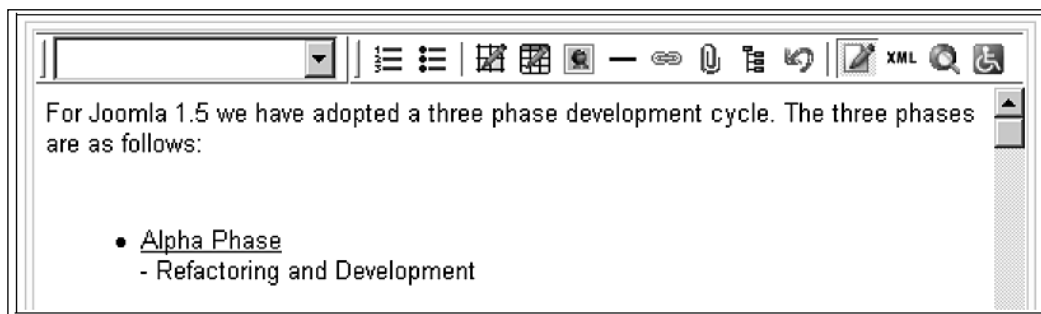 XML
For Joomla 1.5 we have adopted a three phase development cycle. The three phases
are as follows:
• Alpha Phase
- Refactoring and Development